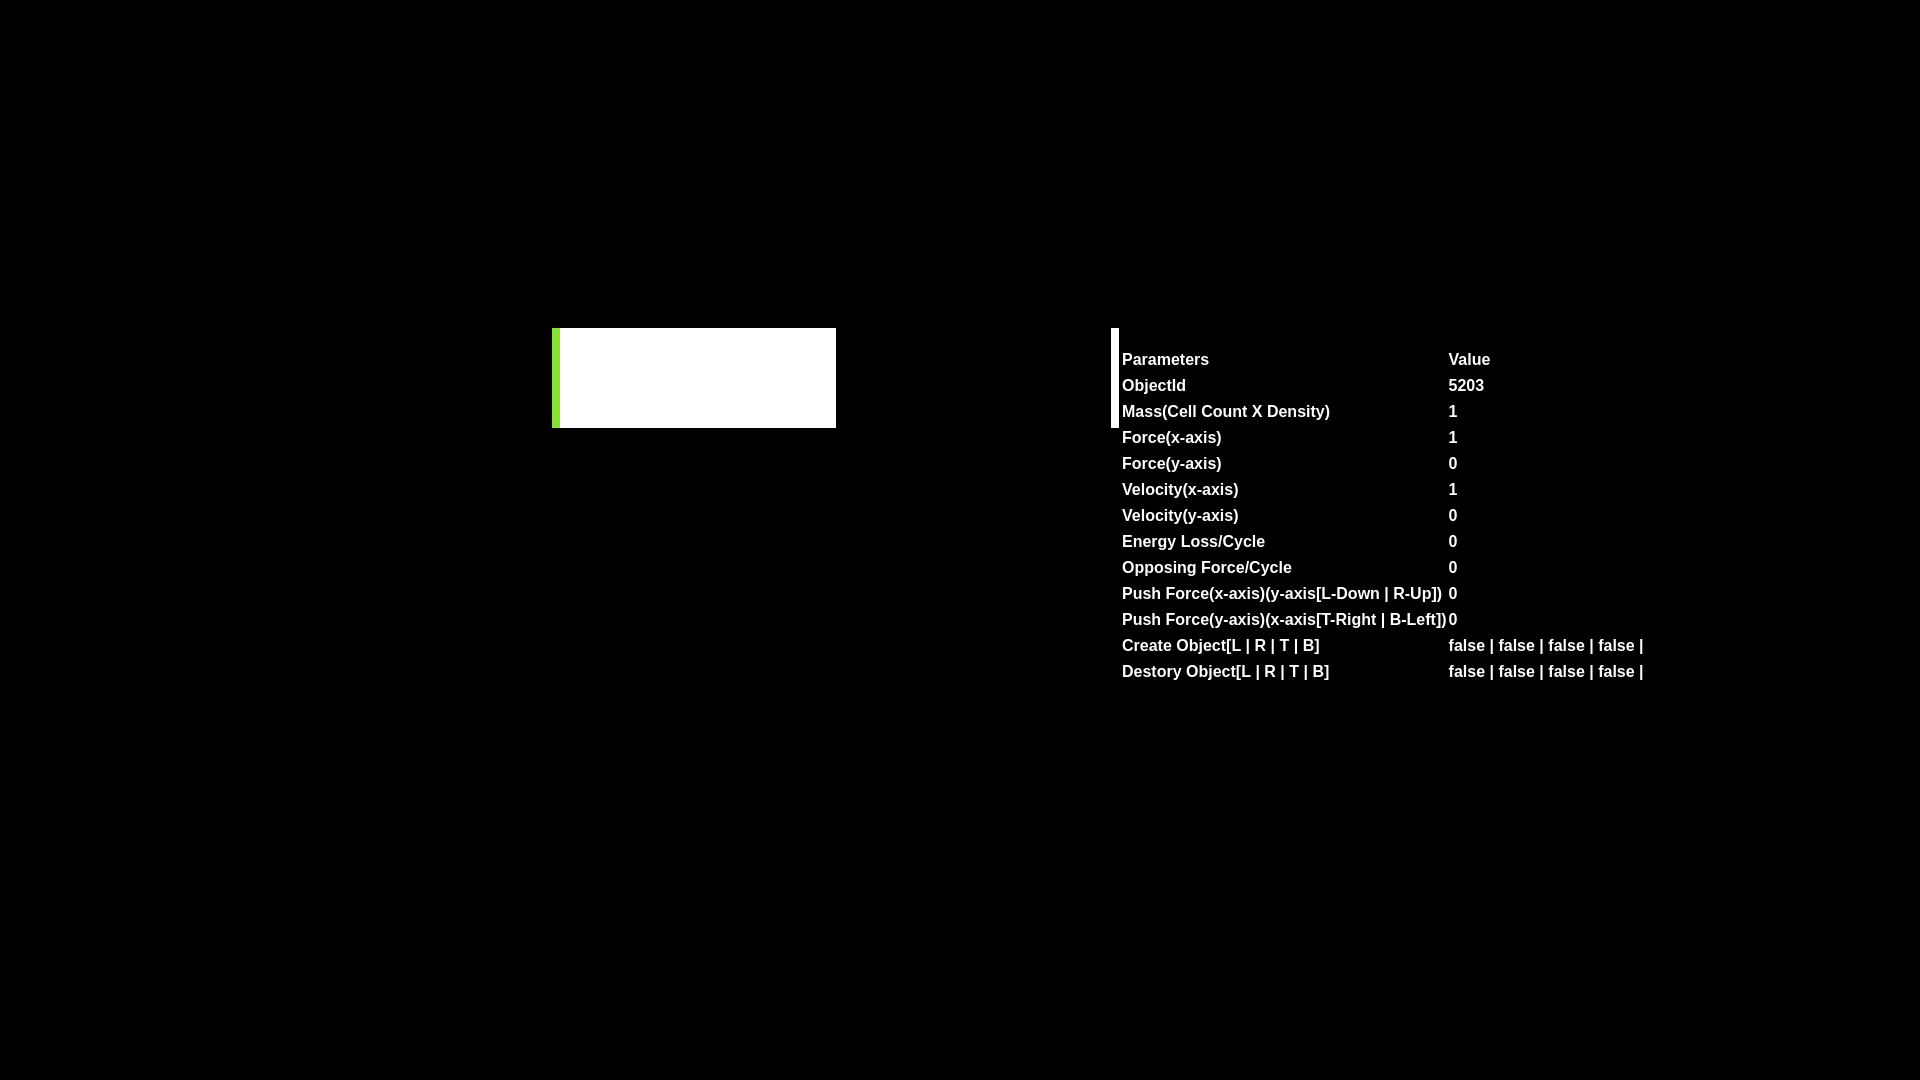 Parameters Value
ObjectId 5203
Mass(Cell Count X Density) 1
Force(x-axis) 1
Force(y-axis) 0
Velocity(x-axis) 1
Velocity(y-axis) 0
Energy Loss/Cycle 0
Opposing Force/Cycle 0
Push Force(x-axis)(y-axis[L-Down | R-Up]) 0
Push Force(y-axis)(x-axis[T-Right | B-Left]) 0
Create Object[L | R | T | B] false | false | false | false |
Destory Object[L | R | T | B] false | false | false | false |